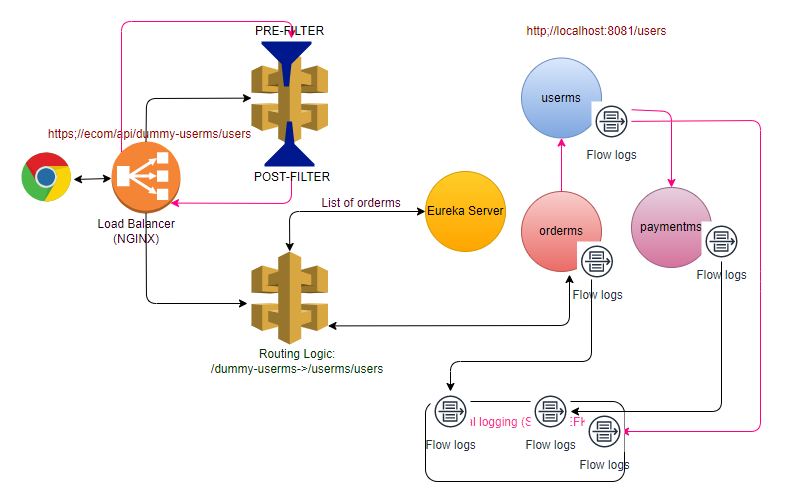 PRE-FILTER
http;//localhost:8081/users
userms
https;/ecom/api/dummy-userms/users
Flow logs
POST-FILTER
List of orderms
Eureka Server
orderms
paymentms
Load Balancer
(NGINX)
Flow logs
Flow logs
Routing Logic:
/dummy-userms->/userms/users
logging
Flow logs
Flow logs
Flow logs